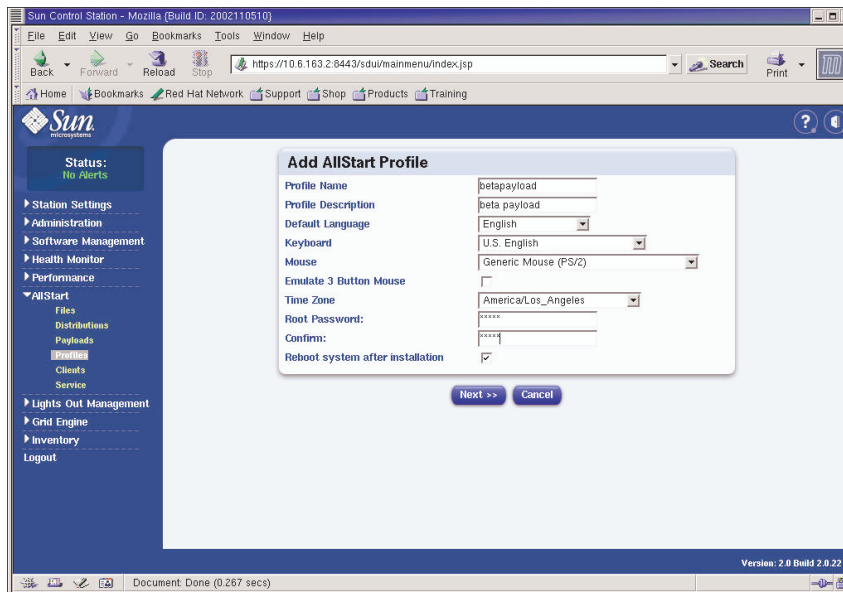 Sun Control Station - Mozilla {Build ID: 2002110510}
File Edit View Go Bookmarks Tools Window Help
Back Forward Reload Stop https://10.6.163.2:8443/sdui/mainmenu/index.jsp Search Print
Home Bookmarks Red Hat Network Support Shop Products Training
Sun
microsystems
?
Status:
No Alerts
Station Settings
Administration
Software Management
Health Monitor
Performance
AllStart
Files
Distributions
Payloads
Profiles
Clients
Service
Lights Out Management
Grid Engine
Inventory
Logout
Add AllStart Profile
Profile Name betapayload
Profile Description beta payload
Default Language English
Keyboard U.S. English
Mouse Generic Mouse (PS/2)
Emulate 3 Button Mouse
Time Zone America/Los_Angeles
Root Password: *****
Confirm: *****
Reboot system after installation
Next >> Cancel
Version: 2.0 Build 2.0.22
Document: Done (0.267 secs)